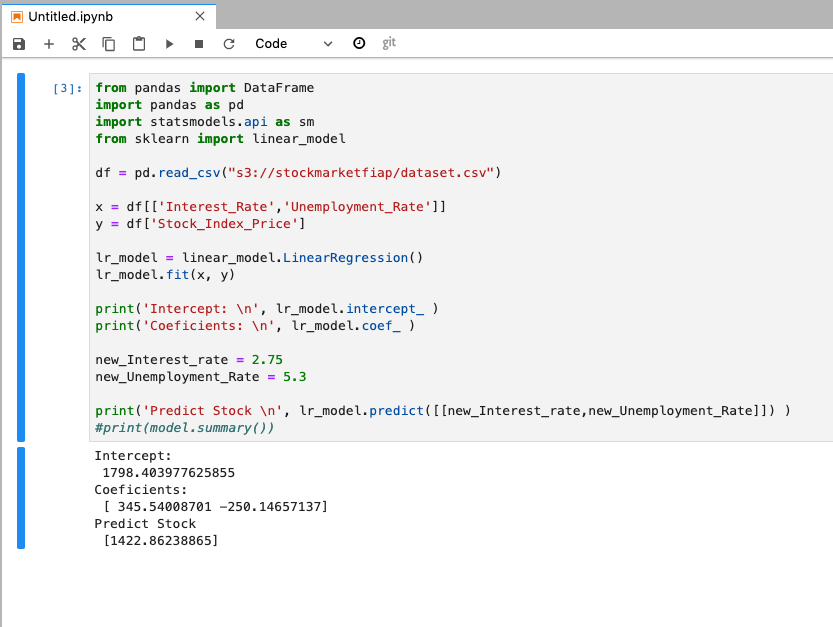 Untitled.ipynb
Code
git
[3]:
from pandas import DataFrame
import pandas as pd
import statsmodels.api as sm
from sklearn import linear_model
df = pd.read_csv("s3://stockmarketfiap/dataset.csv")
x = df[['Interest_Rate','Unemployment_Rate']]
y = df['Stock_Index_Price']
lr_model = linear_model.LinearRegression()
lr_model.fit(x, y)
print('Intercept: \n', lr_model.intercept_ )
print('Coeficients: \n', lr_model.coef_ )
new_Interest_rate = 2.75
new_Unemployment_Rate = 5.3
print('Predict Stock \n', lr_model.predict([[new_Interest_rate,new_Unemployment_Rate]]) )
#print(model.summary())
Intercept:
1798.403977625855
Coeficients:
[ 345.54008701 -250.14657137]
Predict Stock
[1422.86238865]